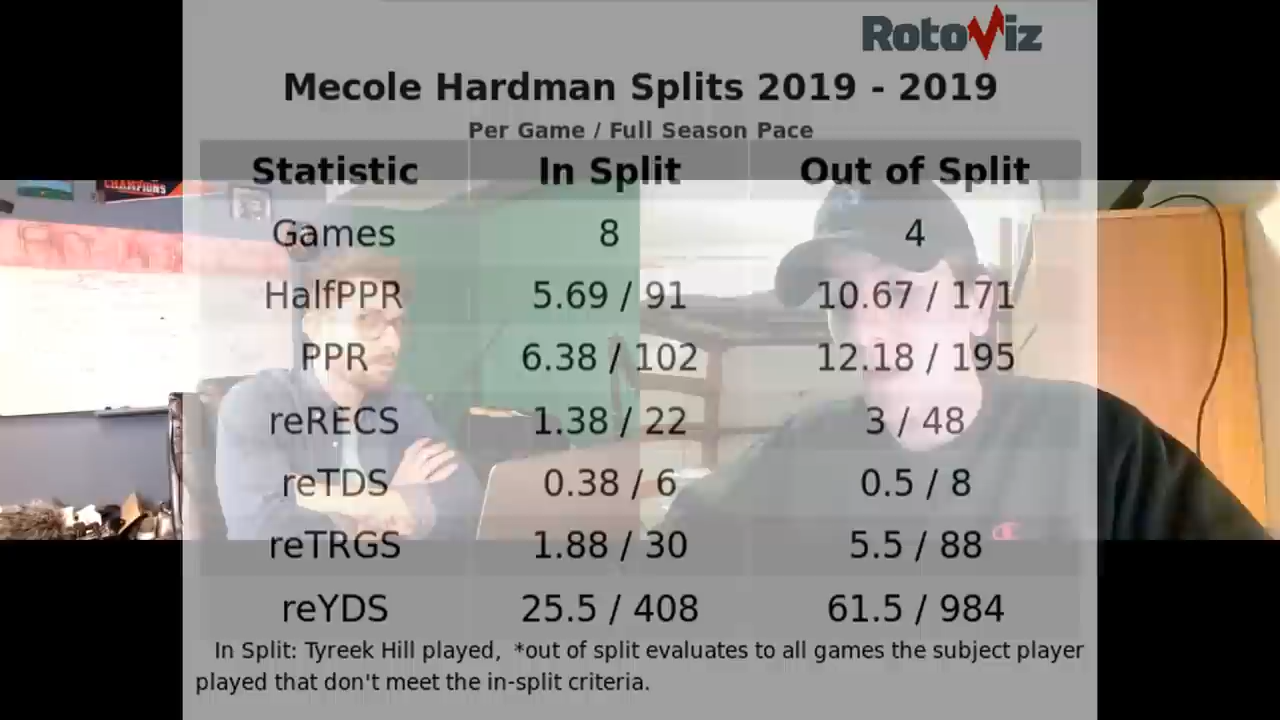 RotoViz
Mecole Hardman Splits 2019 - 2019
Per Game / Full Season Pace
Statistic In Split Out of Split
CHAMPIONS
Games 8 4
HalfPPR 5.69 / 91 10.67 / 171
PPR 6.38 / 102 12.18 / 195
reRECS 1.38 / 22 3 / 48
reTDS 0.38 / 6 0.5 / 8
reTRGS 1.88 / 30 5.5 / 88
reYDS 25.5 / 408 61.5 / 984
In Split: Tyreek Hill played, *out of split evaluates to all games the subject player
played that don't meet the in-split criteria.